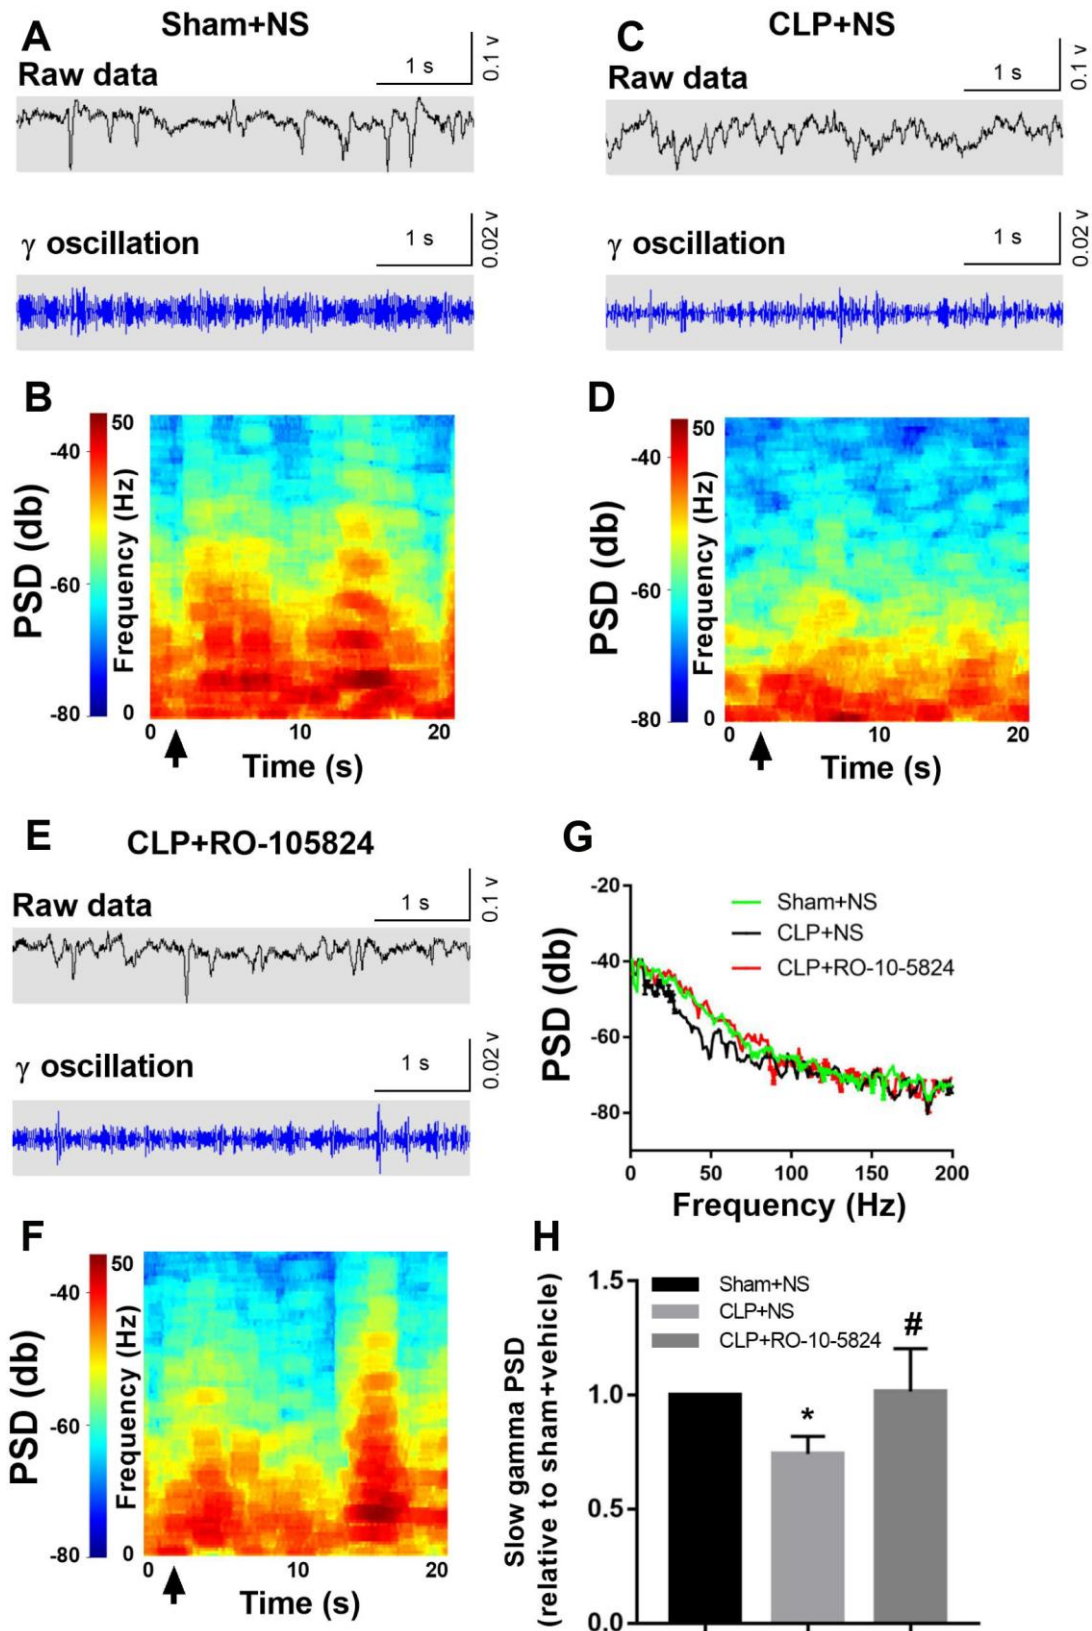 A
Sham+NS
Raw data
1 s
0.1 v
γ oscillation
1 s
0.02 v
C
CLP+NS
Raw data
1 s
0.1 v
γ oscillation
1 s
0.02 v
B
PSD (db)
-40
-60
-80
Frequency (Hz)
50
0
0
10
20
Time (s)
D
PSD (db)
-40
-60
-80
Frequency (Hz)
50
0
0
10
20
Time (s)
E
CLP+RO-105824
Raw data
1 s
0.1 v
γ oscillation
1 s
0.02 v
G
PSD (db)
-20
-40
-60
-80
Sham+NS
CLP+NS
CLP+RO-10-5824
0
50
100
150
200
Frequency (Hz)
F
PSD (db)
-40
-60
-80
Frequency (Hz)
50
0
0
10
20
Time (s)
H
Slow gamma PSD
(relative to sham+vehicle)
1.5
1.0
0.5
0.0
Sham+NS
CLP+NS
CLP+RO-10-5824
*
#